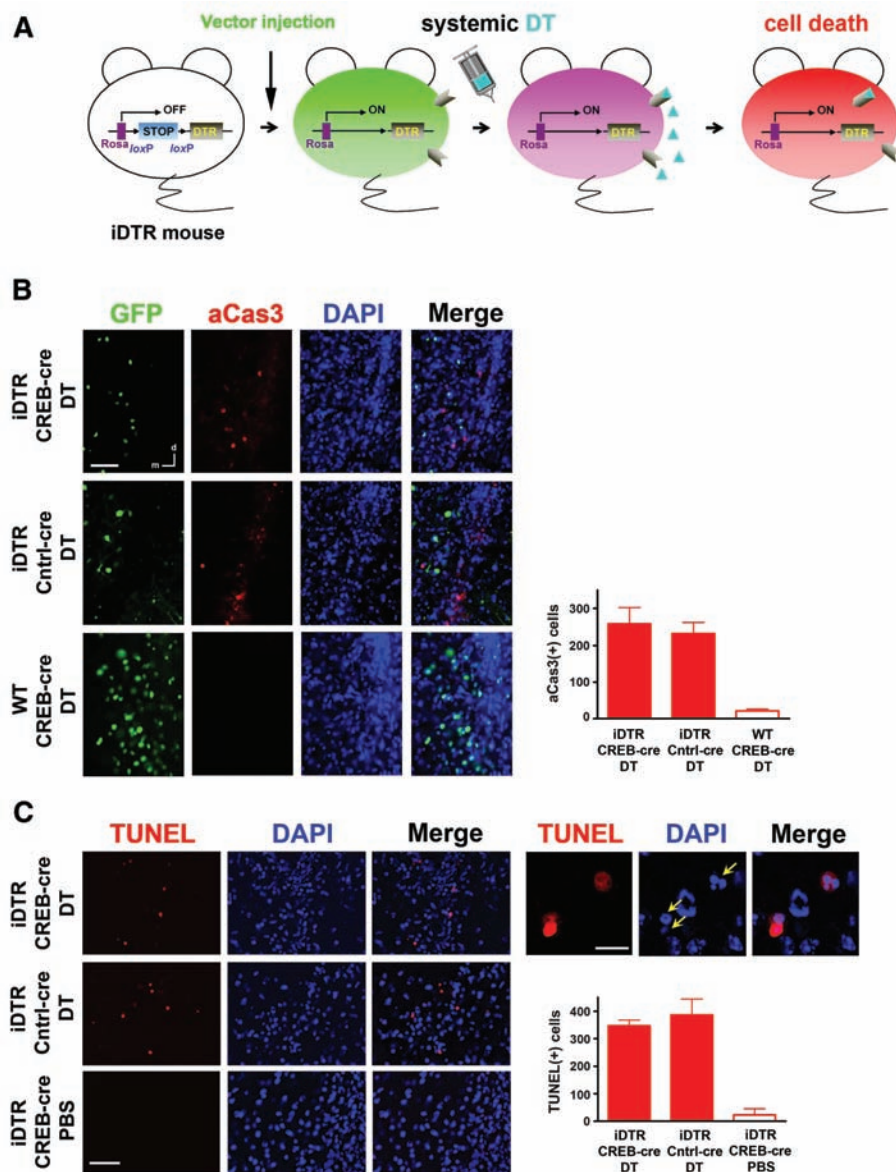 A
Vector injection
systemic DT
cell death
OFF
STOP
DTR
Rosa
loxP
loxP
ON
DTR
Rosa
ON
DTR
Rosa
ON
DTR
Rosa
iDTR mouse
B
GFP
aCas3
DAPI
Merge
iDTR
CREB-cre
DT
d
m
iDTR
Cntrl-cre
DT
WT
CREB-cre
DT
aCas3(+) cells
300
200
100
0
iDTR
CREB-cre
DT
iDTR
Cntrl-cre
DT
WT
CREB-cre
DT
C
TUNEL
DAPI
Merge
iDTR
CREB-cre
DT
iDTR
Cntrl-cre
DT
iDTR
CREB-cre
PBS
TUNEL
DAPI
Merge
TUNEL(+) cells
400
300
200
100
0
iDTR
CREB-cre
DT
iDTR
Cntrl-cre
DT
iDTR
CREB-cre
PBS